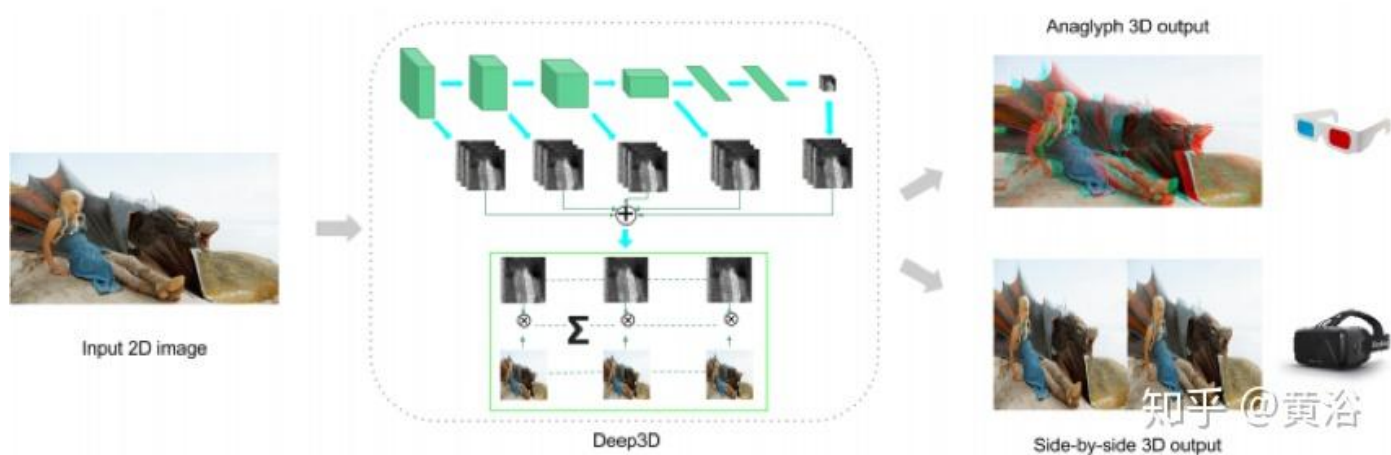 Anaglyph 3D output
Input 2D image
Σ
Deep3D
知乎 @黄浴
Side-by-side 3D output